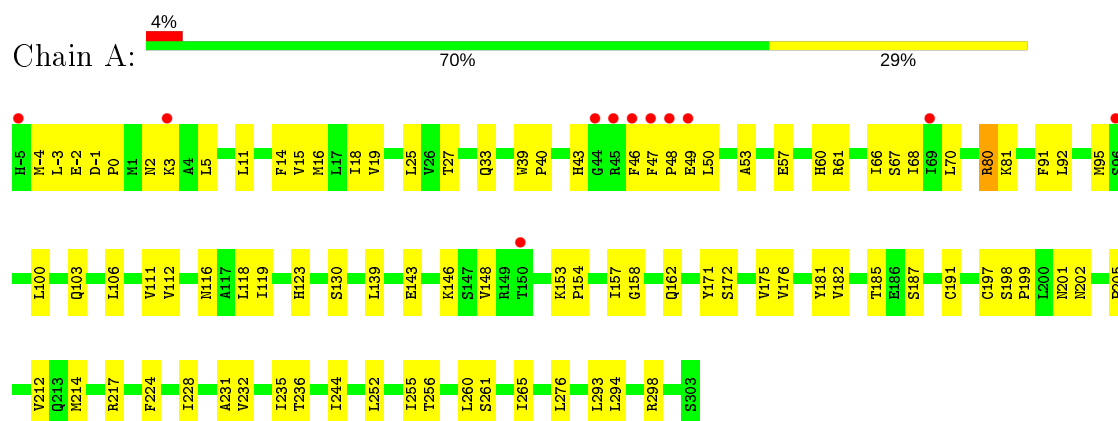 4%
Chain A:
70% 29%
H-5 M-4 L-3 E-2 D-1 P0 M1 N2 K3 A4 L5 L11 F14 V15 M16 L17 I18 V19 L25 V26 T27 Q33 W39 P40 H43 G44 R45 F46 F47 P48 E49 L50 A53 E57 H60 R61 I66 S67 I68 I69 L70 R80 K81 F91 L92 M95 S96
L100 Q103 L106 V111 V112 N116 A117 L118 I119 H123 S130 L139 E143 K146 S147 V148 R149 T150 K153 P154 I157 G158 Q162 Y171 S172 V175 V176 Y181 V182 T185 E186 S187 C191 C197 S198 P199 L200 N201 N202
V212 Q213 M214 R217 F224 I228 A231 V232 I235 T236 I244 L252 I255 T256 L260 S261 I265 L276 L293 L294 R298 S303